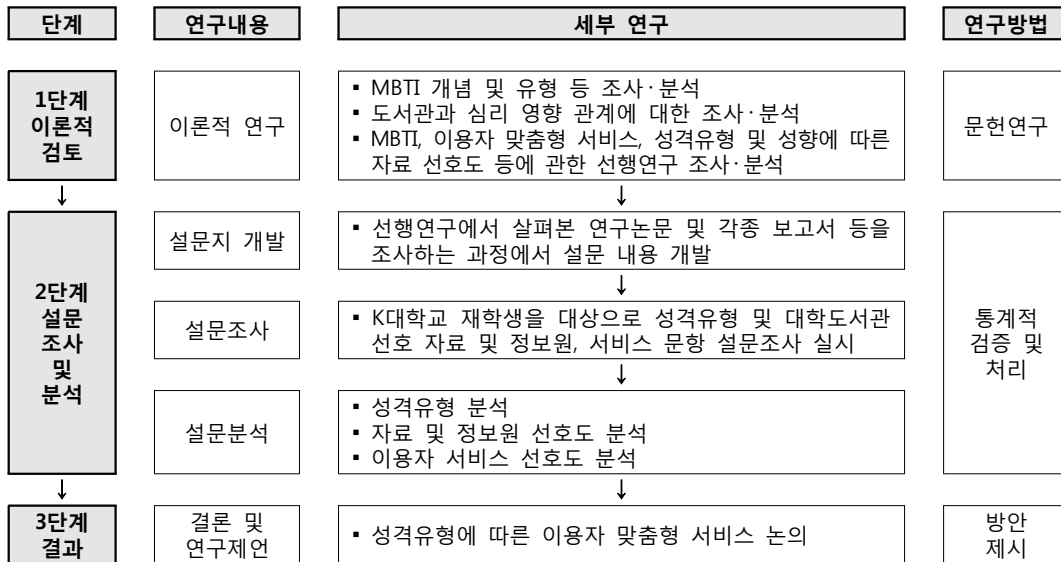 단계
연구내용
세부 연구
연구방법
1단계
이론적
검토
이론적 연구
▪ MBTI 개념 및 유형 등 조사·분석
▪ 도서관과 심리 영향 관계에 대한 조사·분석
▪ MBTI, 이용자 맞춤형 서비스, 성격유형 및 성향에 따른
자료 선호도 등에 관한 선행연구 조사·분석
문헌연구
↓
↓
2단계
설문
조사
및
분석
설문지 개발
▪ 선행연구에서 살펴본 연구논문 및 각종 보고서 등을
조사하는 과정에서 설문 내용 개발
↓
설문조사
▪ K대학교 재학생을 대상으로 성격유형 및 대학도서관
선호 자료 및 정보원, 서비스 문항 설문조사 실시
↓
설문분석
▪ 성격유형 분석
▪ 자료 및 정보원 선호도 분석
▪ 이용자 서비스 선호도 분석
통계적
검증 및
처리
↓
↓
3단계
결과
결론 및
연구제언
▪ 성격유형에 따른 이용자 맞춤형 서비스 논의
방안
제시